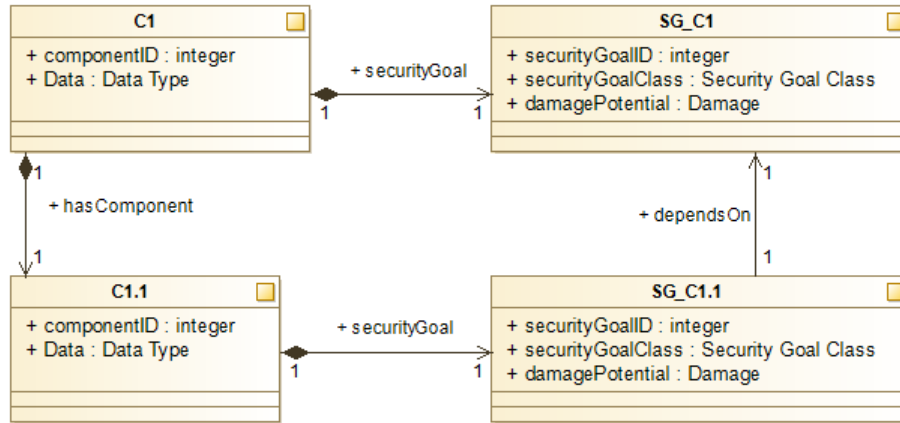 C1
+ componentID : integer
+ Data : Data Type
+ securityGoal
1
1
SG_C1
+ securityGoalID : integer
+ securityGoalClass : Security Goal Class
+ damagePotential : Damage
1
+ hasComponent
1
1
+ dependsOn
1
C1.1
+ componentID : integer
+ Data : Data Type
+ securityGoal
1
1
SG_C1.1
+ securityGoalID : integer
+ securityGoalClass : Security Goal Class
+ damagePotential : Damage